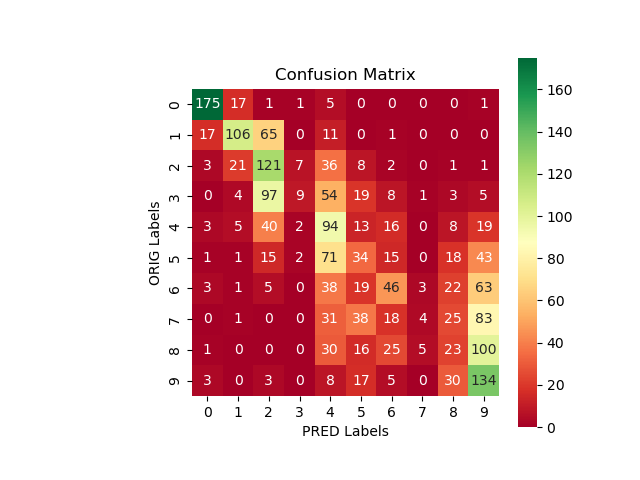 Confusion Matrix
ORIG Labels
0 175 17 1 1 5 0 0 0 0 1
1 17 106 65 0 11 0 1 0 0 0
2 3 21 121 7 36 8 2 0 1 1
3 0 4 97 9 54 19 8 1 3 5
4 3 5 40 2 94 13 16 0 8 19
5 1 1 15 2 71 34 15 0 18 43
6 3 1 5 0 38 19 46 3 22 63
7 0 1 0 0 31 38 18 4 25 83
8 1 0 0 0 30 16 25 5 23 100
9 3 0 3 0 8 17 5 0 30 134
0 1 2 3 4 5 6 7 8 9
PRED Labels
160
140
120
100
80
60
40
20
0